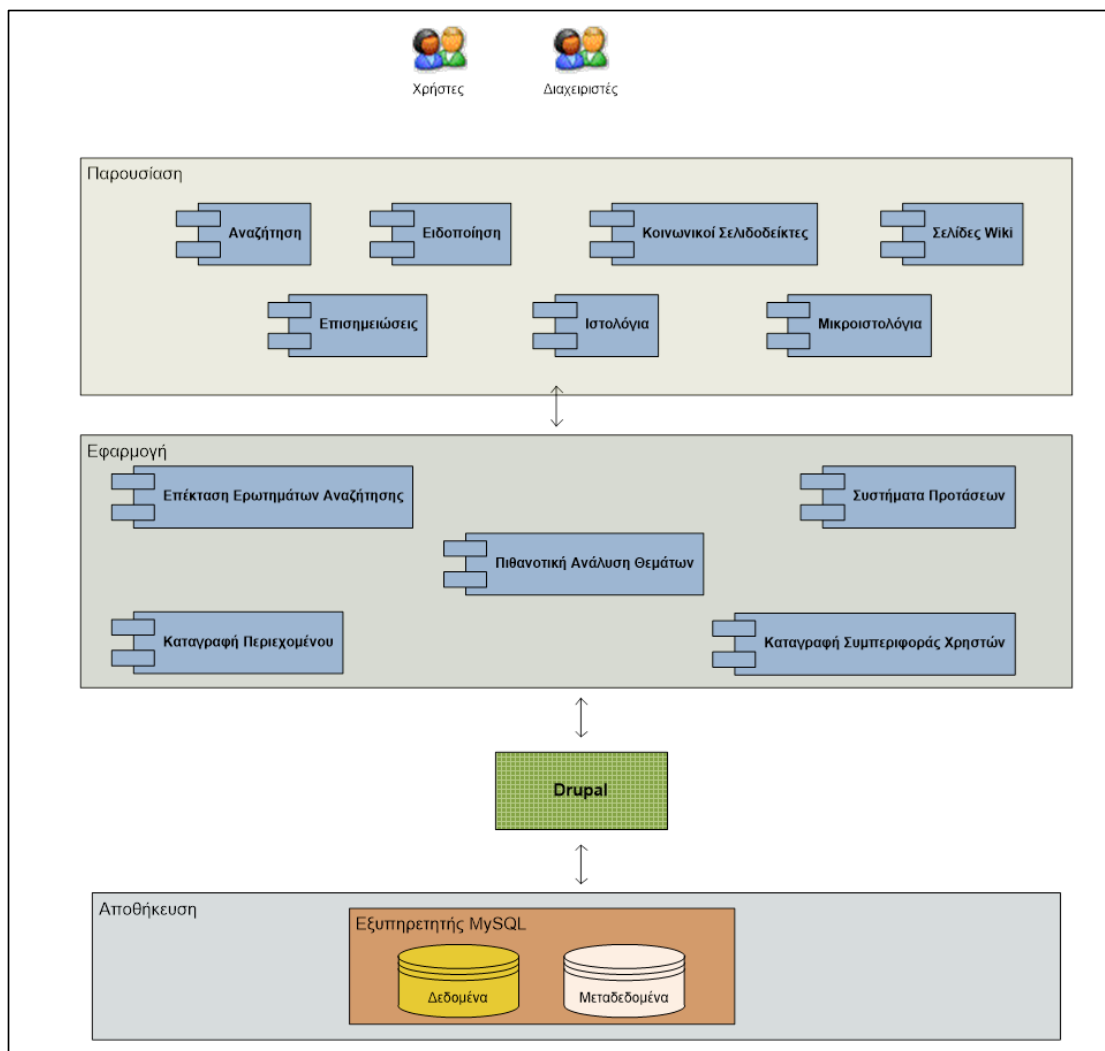 Χρήστες
Διαχειριστές
Παρουσίαση
Αναζήτηση
Ειδοποίηση
Κοινωνικοί Σελιδοδείκτες
Σελίδες Wiki
Επισημειώσεις
Ιστολόγια
Μικροιστολόγια
Εφαρμογή
Επέκταση Ερωτημάτων Αναζήτησης
Συστήματα Προτάσεων
Πιθανοτική Ανάλυση Θεμάτων
Καταγραφή Περιεχομένου
Καταγραφή Συμπεριφοράς Χρηστών
Drupal
Αποθήκευση
Εξυπηρετητής MySQL
Δεδομένα
Μεταδεδομένα